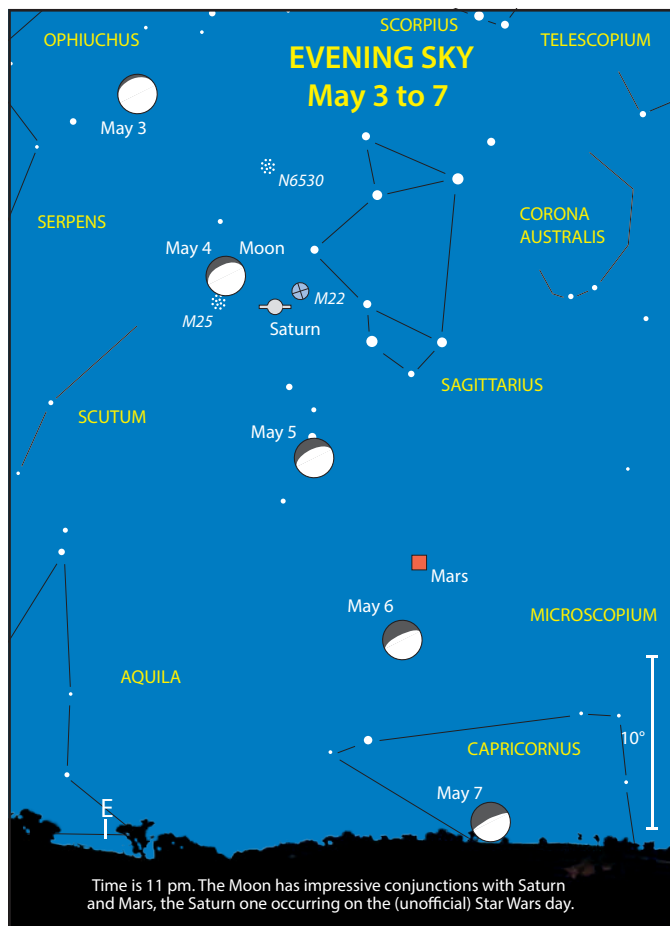 OPHIUCHUS
SCORPIUS
TELESCOPIUM
EVENING SKY
May 3 to 7
May 3
N6530
SERPENS
CORONA
AUSTRALIS
May 4 Moon
M22
M25
Saturn
SAGITTARIUS
SCUTUM
May 5
Mars
May 6
MICROSCOPIUM
AQUILA
10°
CAPRICORNUS
May 7
E
Time is 11 pm. The Moon has impressive conjunctions with Saturn
and Mars, the Saturn one occurring on the (unofficial) Star Wars day.